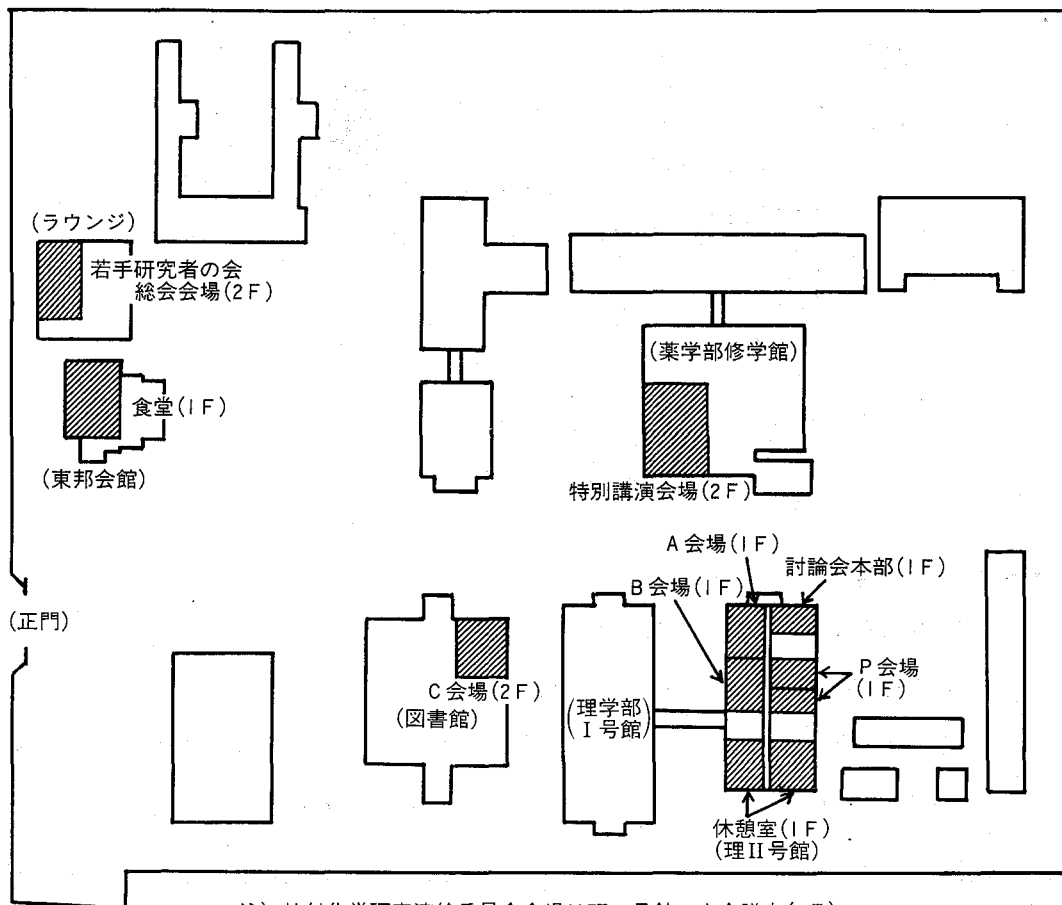 (ラウンジ)
若手研究者の会
総会会場(2F)
食堂(1F)
(東邦会館)
(薬学部修学館)
特別講演会場(2F)
A会場(1F)
討論会本部(1F)
B会場(1F)
(正門)
P会場
(1F)
C会場(2F)
(図書館)
(理学部
I号館)
休憩室(1F)
(理II号館)